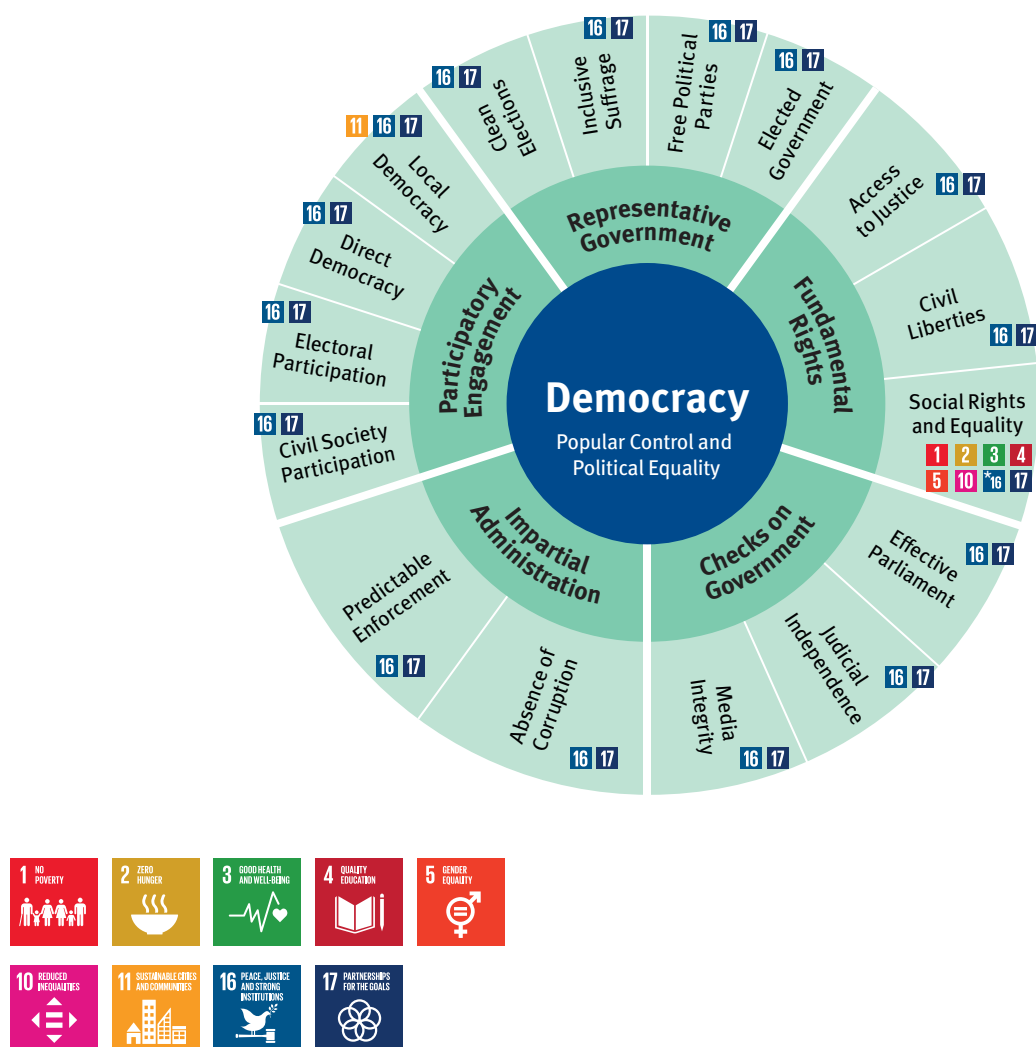 16 17
Clean
Elections
16 17
Inclusive
Suffrage
16 17
Free Political
Parties
16 17
Elected
Government
Representative
Government
Access
to Justice
16 17
Civil
Liberties
16 17
Social Rights
and Equality
1 2 3 4
5 10 *16 17
Fundamental
Rights
Effective
Parliament
16 17
Judicial
Independence
16 17
Media
Integrity
16 17
Checks on
Government
Absence of
Corruption
16 17
Predictable
Enforcement
16 17
Impartial
Administration
16 17
Civil Society
Participation
16 17
Electoral
Participation
16 17
Direct
Democracy
11 16 17
Local
Democracy
Participatory
Engagement
Democracy
Popular Control and
Political Equality
1 NO
POVERTY
2 ZERO
HUNGER
3 GOOD HEALTH
AND WELL-BEING
4 QUALITY
EDUCATION
5 GENDER
EQUALITY
10 REDUCED
INEQUALITIES
11 SUSTAINABLE CITIES
AND COMMUNITIES
16 PEACE, JUSTICE
AND STRONG
INSTITUTIONS
17 PARTNERSHIPS
FOR THE GOALS